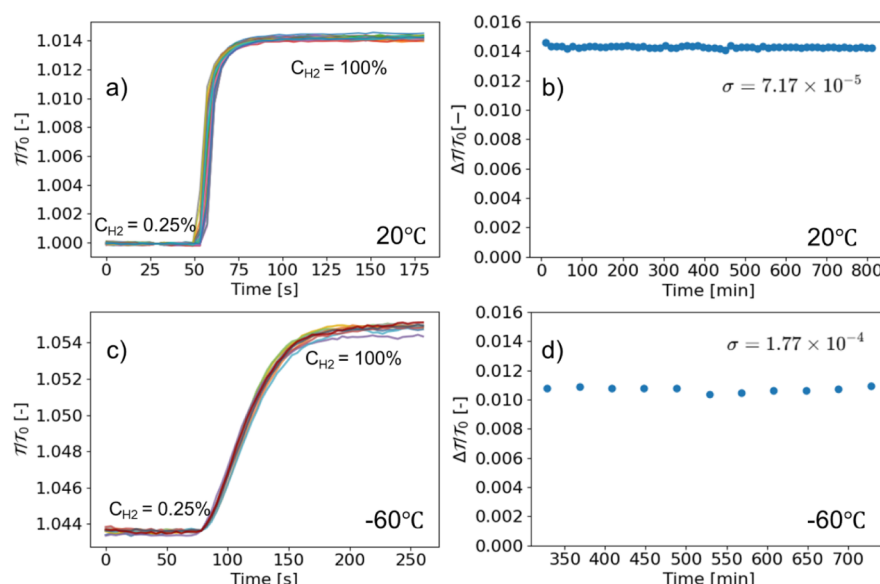 a)
𝒯/𝒯₀ [-]
1.014
1.012
1.010
1.008
1.006
1.004
1.002
1.000
C_H2 = 100%
C_H2 = 0.25%
20℃
0 25 50 75 100 125 150 175
Time [s]
b)
Δ𝒯/𝒯₀[−]
0.016
0.014
0.012
0.010
0.008
0.006
0.004
0.002
0.000
σ = 7.17 × 10⁻⁵
20℃
0 100 200 300 400 500 600 700 800
Time [min]
c)
𝒯/𝒯₀ [-]
1.054
1.052
1.050
1.048
1.046
1.044
C_H2 = 100%
C_H2 = 0.25%
-60℃
0 50 100 150 200 250
Time [s]
d)
Δ𝒯/𝒯₀ [-]
0.016
0.014
0.012
0.010
0.008
0.006
0.004
0.002
0.000
σ = 1.77 × 10⁻⁴
-60℃
350 400 450 500 550 600 650 700
Time [min]